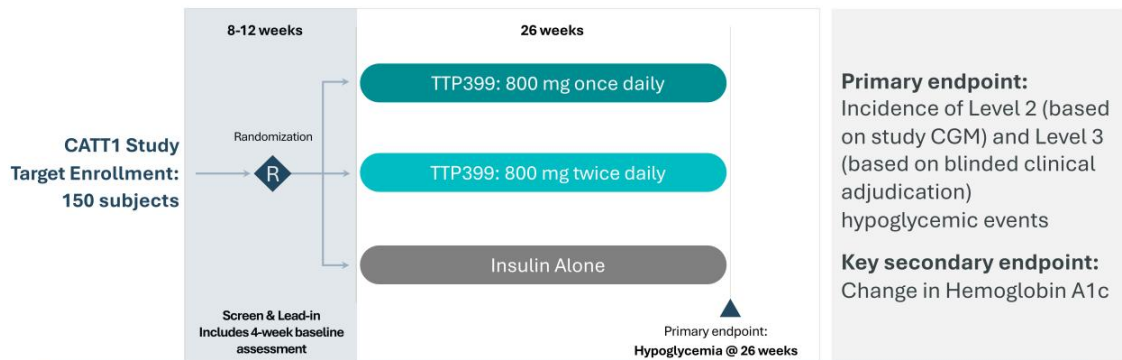 8-12 weeks
26 weeks
TTP399: 800 mg once daily
Randomization
CATT1 Study
Target Enrollment:
150 subjects
R
TTP399: 800 mg twice daily
Insulin Alone
Screen & Lead-in
Includes 4-week baseline
assessment
Primary endpoint:
Hypoglycemia @ 26 weeks
Primary endpoint:
Incidence of Level 2 (based
on study CGM) and Level 3
(based on blinded clinical
adjudication)
hypoglycemic events
Key secondary endpoint:
Change in Hemoglobin A1c